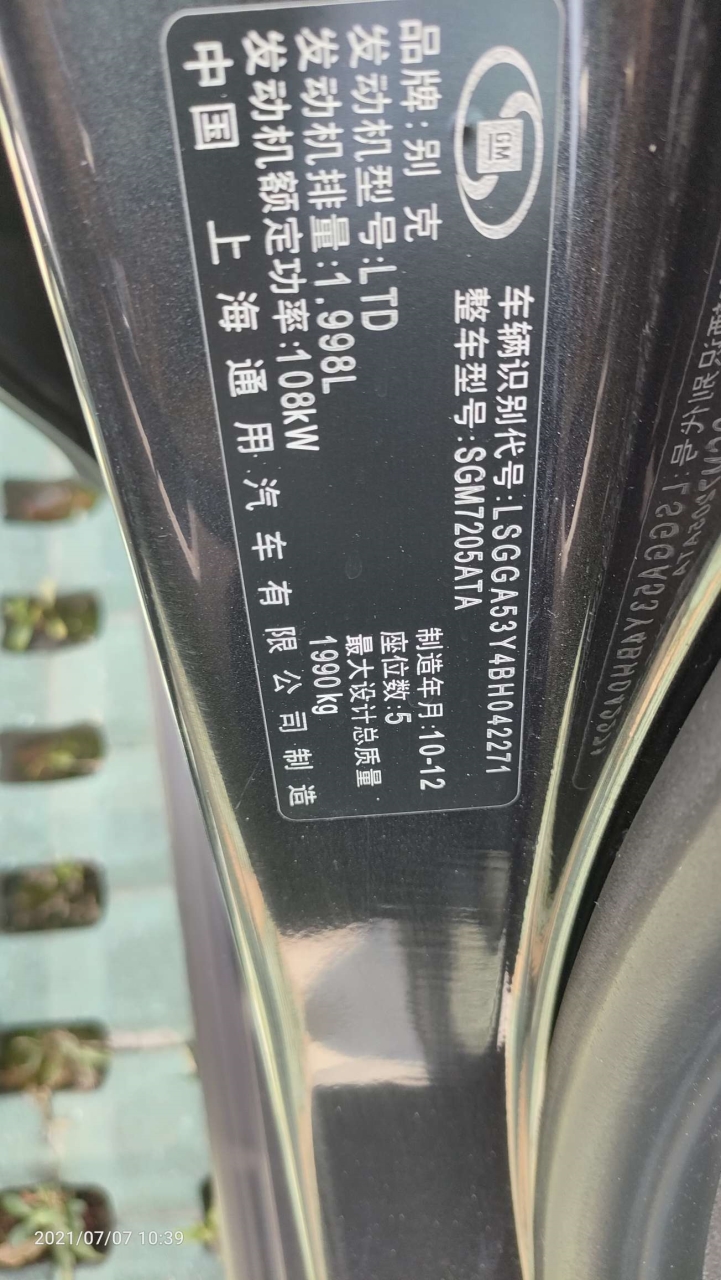 GM
车辆识别代号:LSGGA53Y4BH042271
整车型号:SGM7205ATA
品牌:别克
发动机型号:LTD
发动机排量:1.998L
发动机额定功率:108kW
制造年月:10-12
座位数:5
最大设计总质量
1990kg
中国 上海通用汽车有限公司制造
2021/07/07 10:39